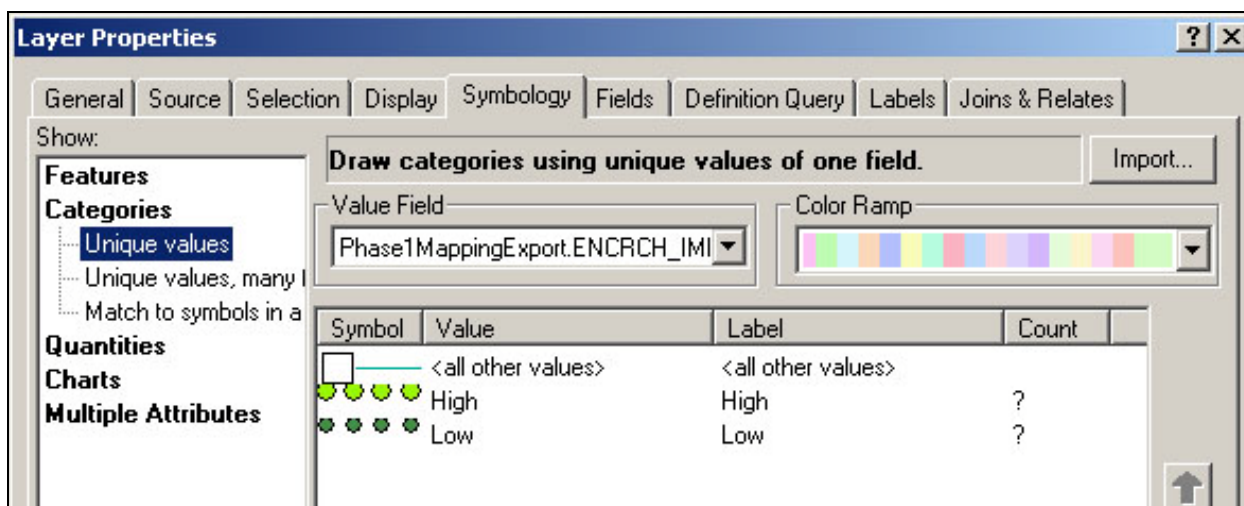 Layer Properties
General Source Selection Display Symbology Fields Definition Query Labels Joins & Relates
Show:
Features
Categories
Unique values
Unique values, many
Match to symbols in a
Quantities
Charts
Multiple Attributes
Draw categories using unique values of one field.
Import...
Value Field
Phase1MappingExport.ENCRCH_IMI
Color Ramp
Symbol Value Label Count
<all other values> <all other values>
High High ?
Low Low ?